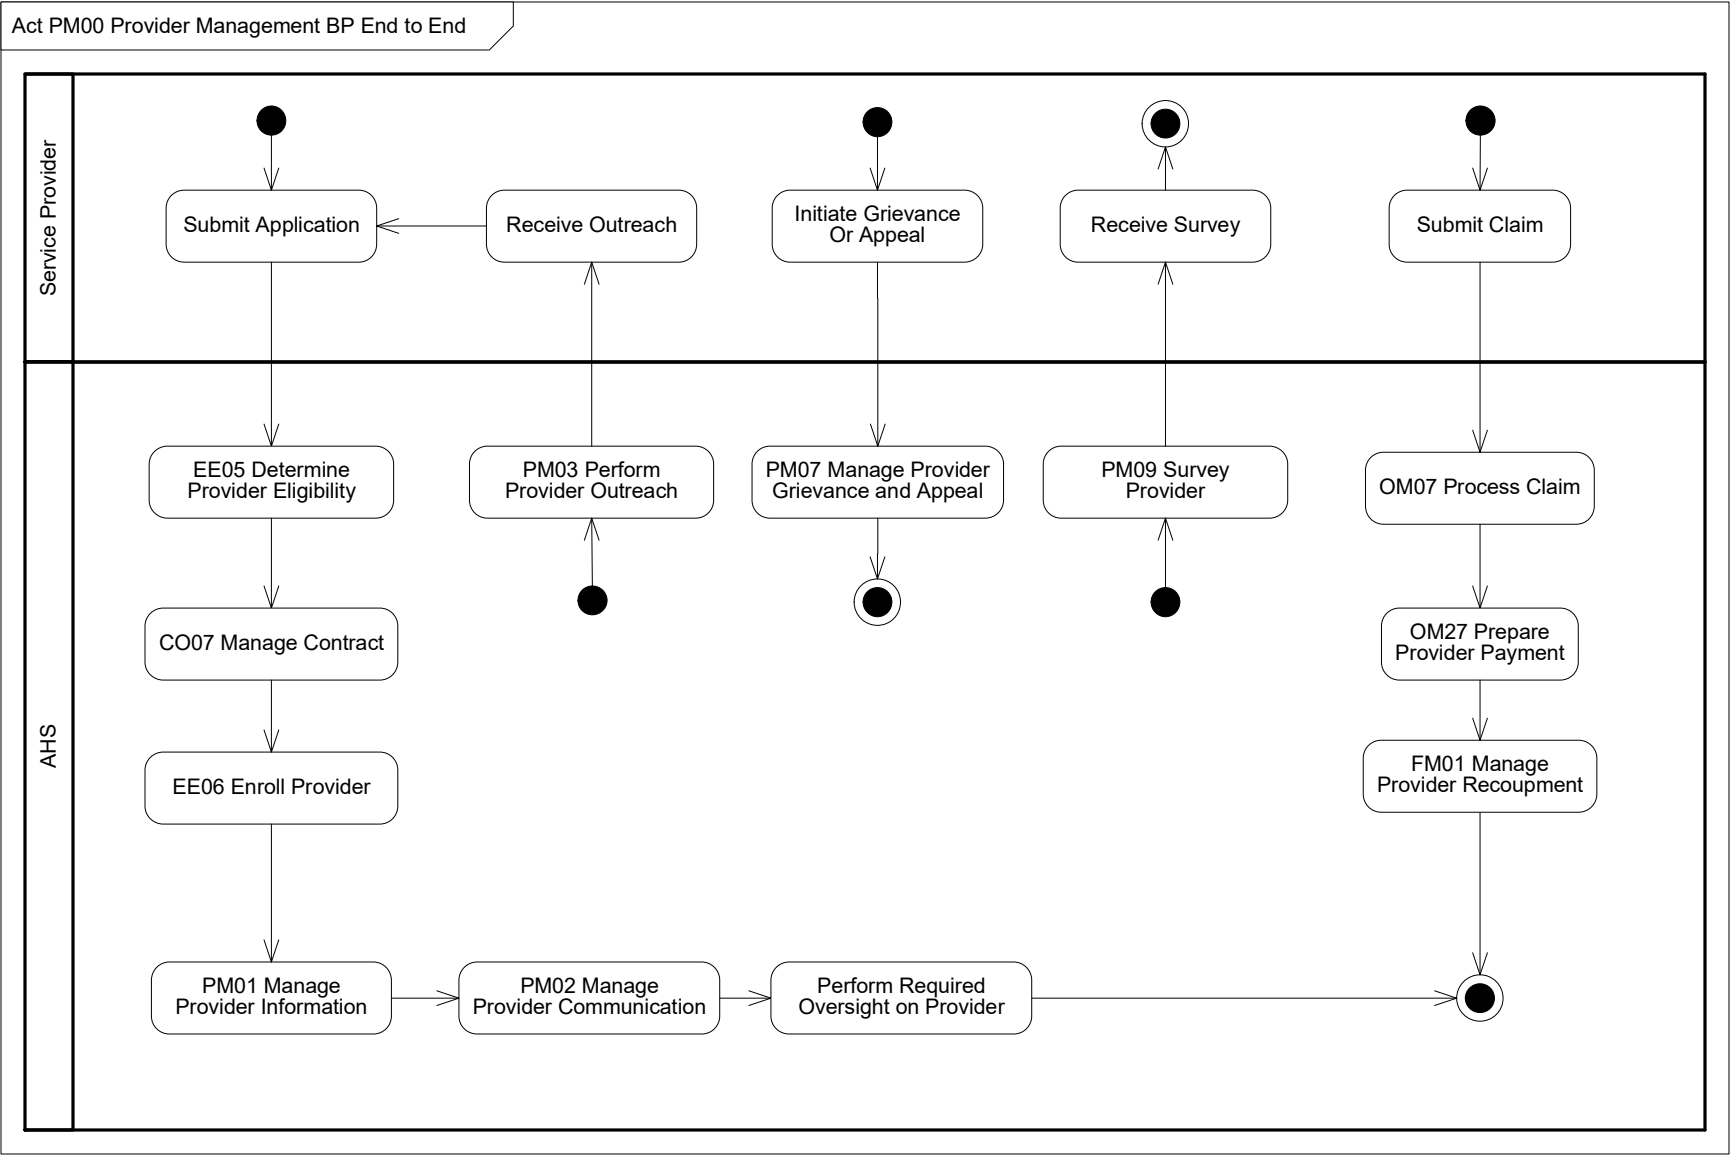 Act PM00 Provider Management BP End to End
Service Provider
Submit Application
Receive Outreach
Initiate Grievance
Or Appeal
Receive Survey
Submit Claim
AHS
EE05 Determine
Provider Eligibility
PM03 Perform
Provider Outreach
PM07 Manage Provider
Grievance and Appeal
PM09 Survey
Provider
OM07 Process Claim
CO07 Manage Contract
OM27 Prepare
Provider Payment
EE06 Enroll Provider
FM01 Manage
Provider Recoupment
PM01 Manage
Provider Information
PM02 Manage
Provider Communication
Perform Required
Oversight on Provider